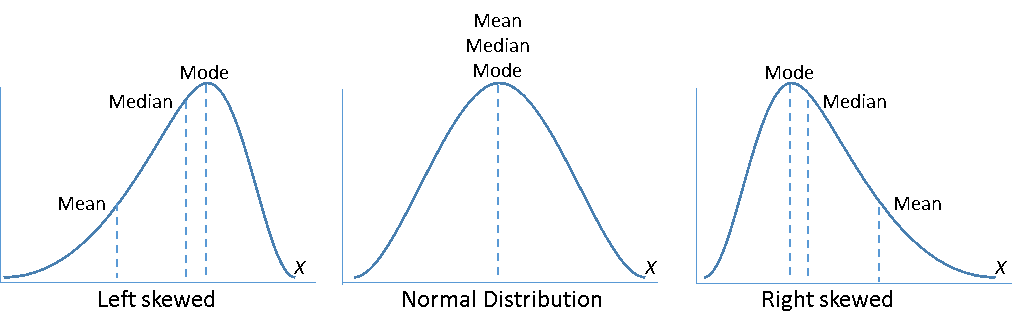 Mode
Median
Mean
X
Left skewed
Mean
Median
Mode
X
Normal Distribution
Mode
Median
Mean
X
Right skewed